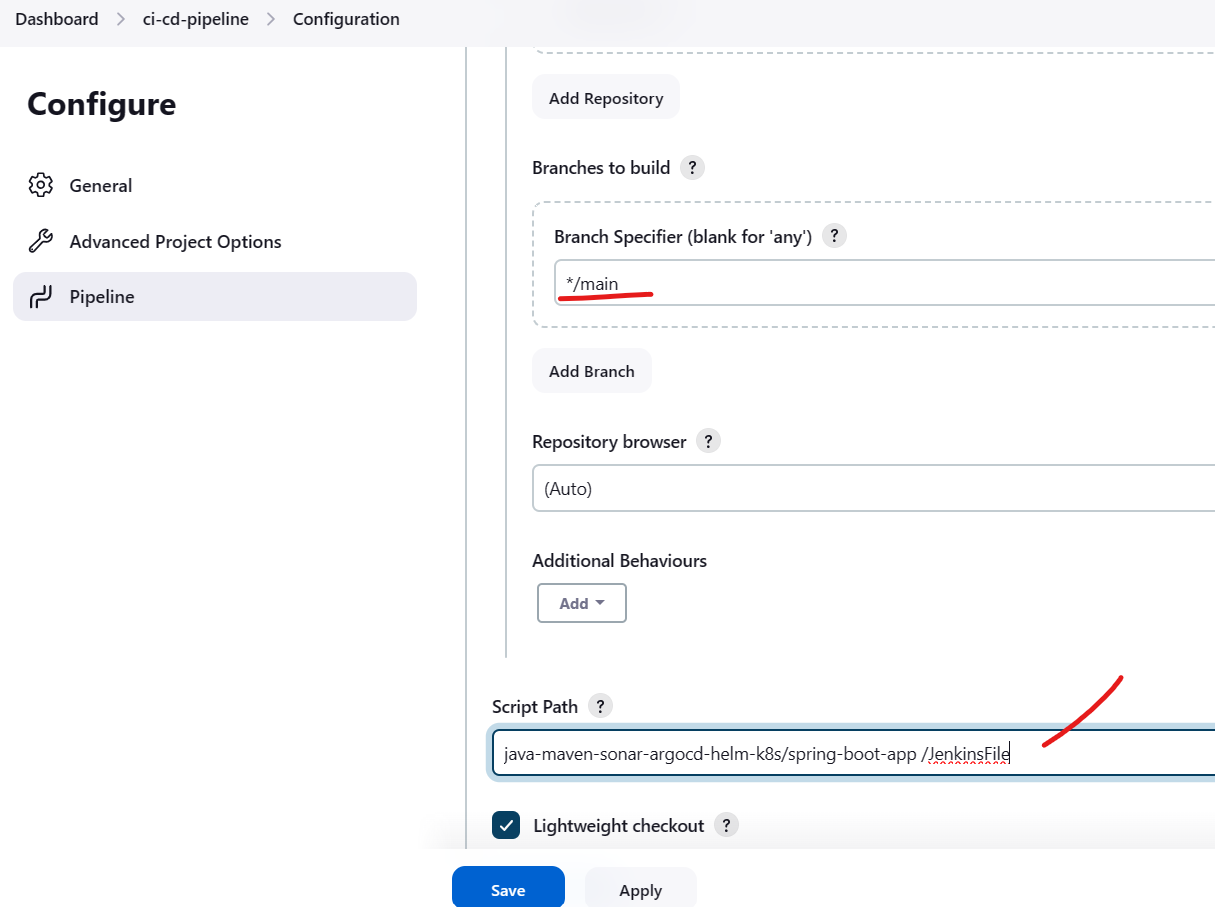 Dashboard > ci-cd-pipeline > Configuration
Configure
General
Advanced Project Options
Pipeline
Add Repository
Branches to build ?
Branch Specifier (blank for 'any') ?
*/main
Add Branch
Repository browser ?
(Auto)
Additional Behaviours
Add
Script Path ?
java-maven-sonar-argocd-helm-k8s/spring-boot-app /JenkinsFile
Lightweight checkout ?
Save Apply